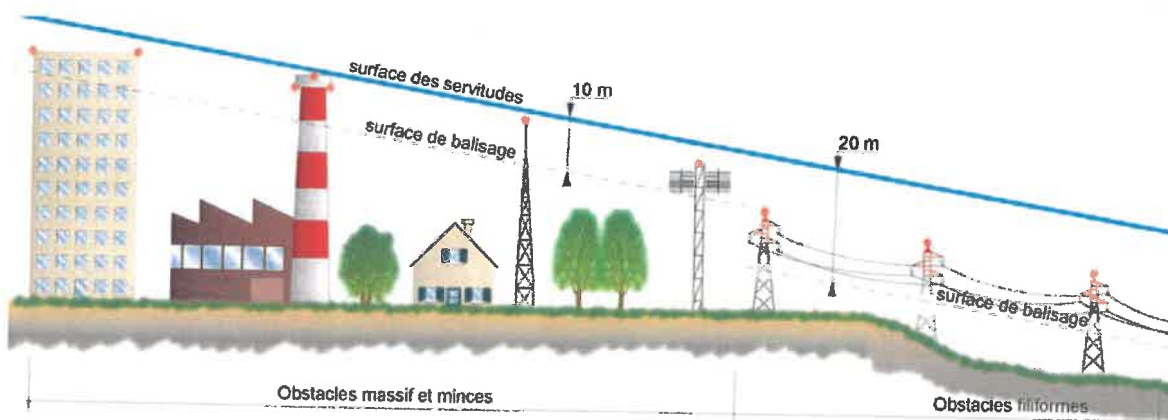 surface des servitudes
10 m
surface de balisage
20 m
surface de balisage
Obstacles massif et minces
Obstacles filiformes